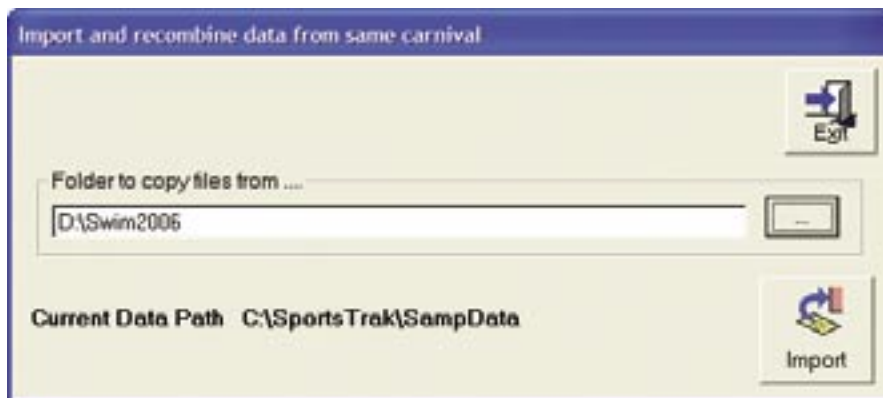 Import and recombine data from same carnival
Exit
Folder to copy files from ....
D:\Swim2006
...
Current Data Path C:\SportsTrak\SampData
Import